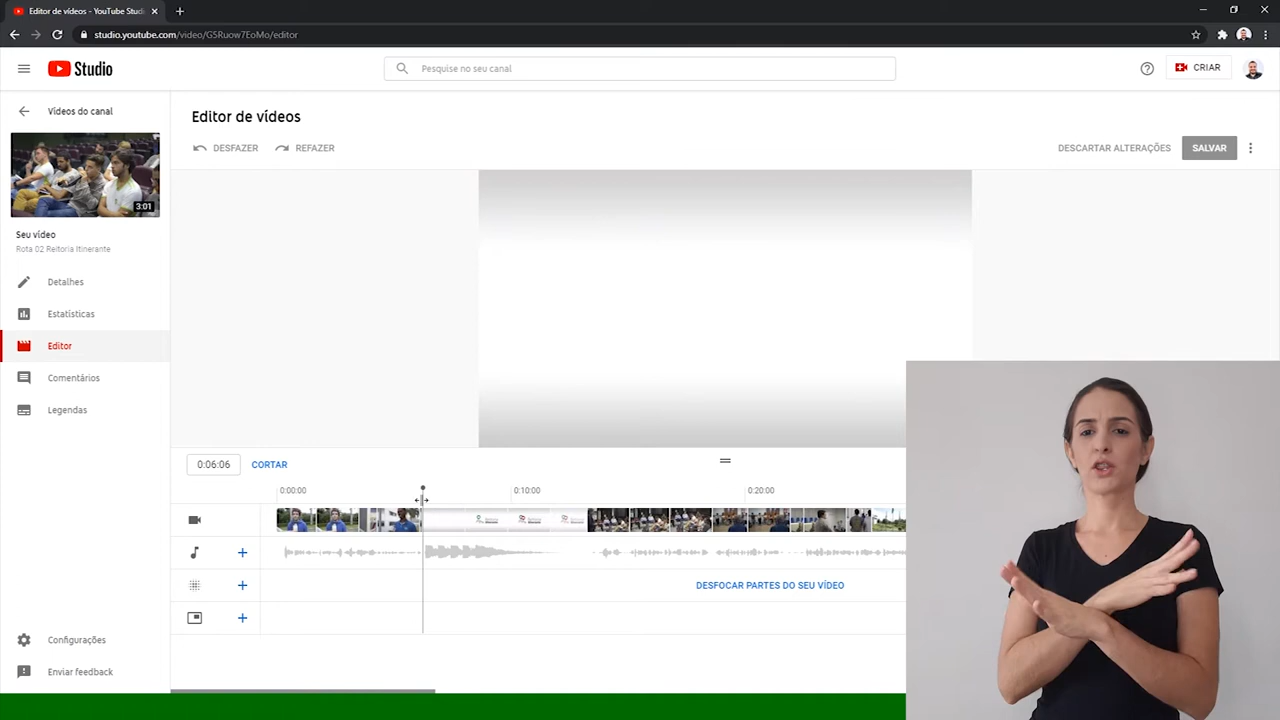 Editor de vídeos - YouTube Studi
studio.youtube.com/video/G5Ruow7EoMo/editor
Studio
Pesquise no seu canal
CRIAR
Vídeos do canal
Editor de vídeos
DESFAZER
REFAZER
DESCARTAR ALTERAÇÕES
SALVAR
3:01
Seu vídeo
Rota 02 Reitoria Itinerante
Detalhes
Estatísticas
Editor
Comentários
Legendas
0:06:06
CORTAR
0:00:00
0:10:00
0:20:00
DESFOCAR PARTES DO SEU VÍDEO
Configurações
Enviar feedback